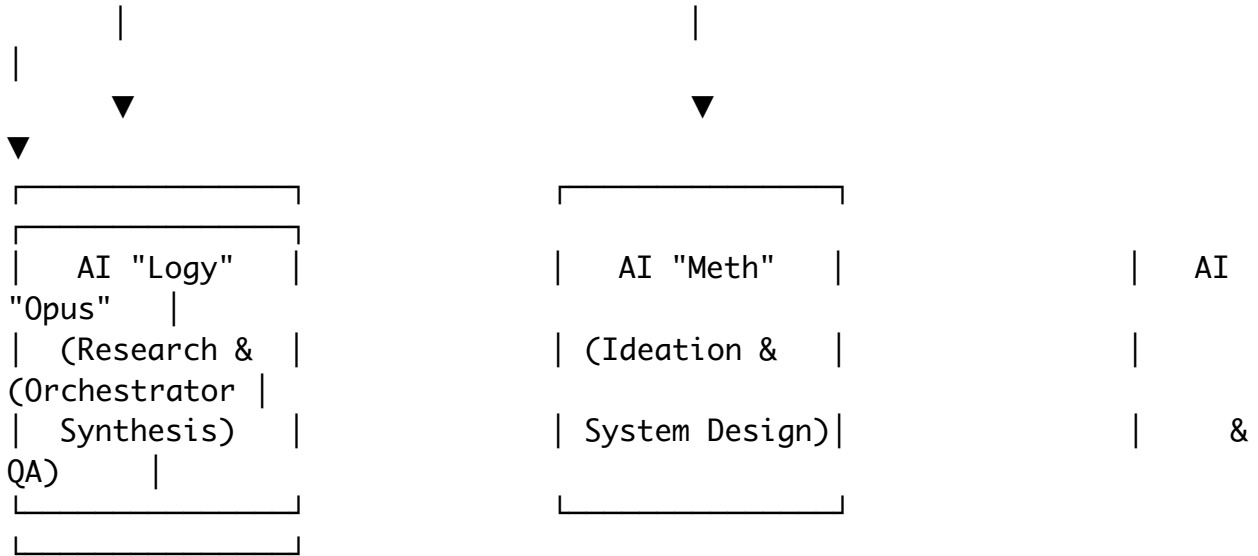 AI "Logy" AI "Meth" AI
"Opus"
(Research & (Ideation &
(Orchestrator
Synthesis) System Design) &
QA)